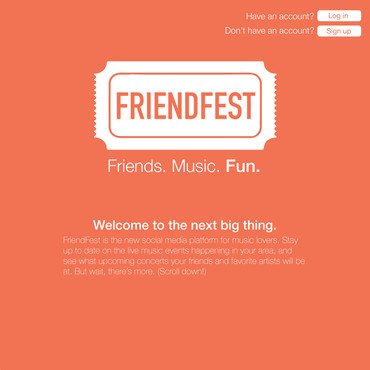 Have an account? Log in
Don't have an account? Sign up
FRIENDFEST
Friends. Music. Fun.
Welcome to the next big thing.
FriendFest is the new social media platform for music lovers. Stay
up to date on the live music events happening in your area, and
see what upcoming concerts your friends and favorite artists will be
at. But wait, there's more. (Scroll down!)